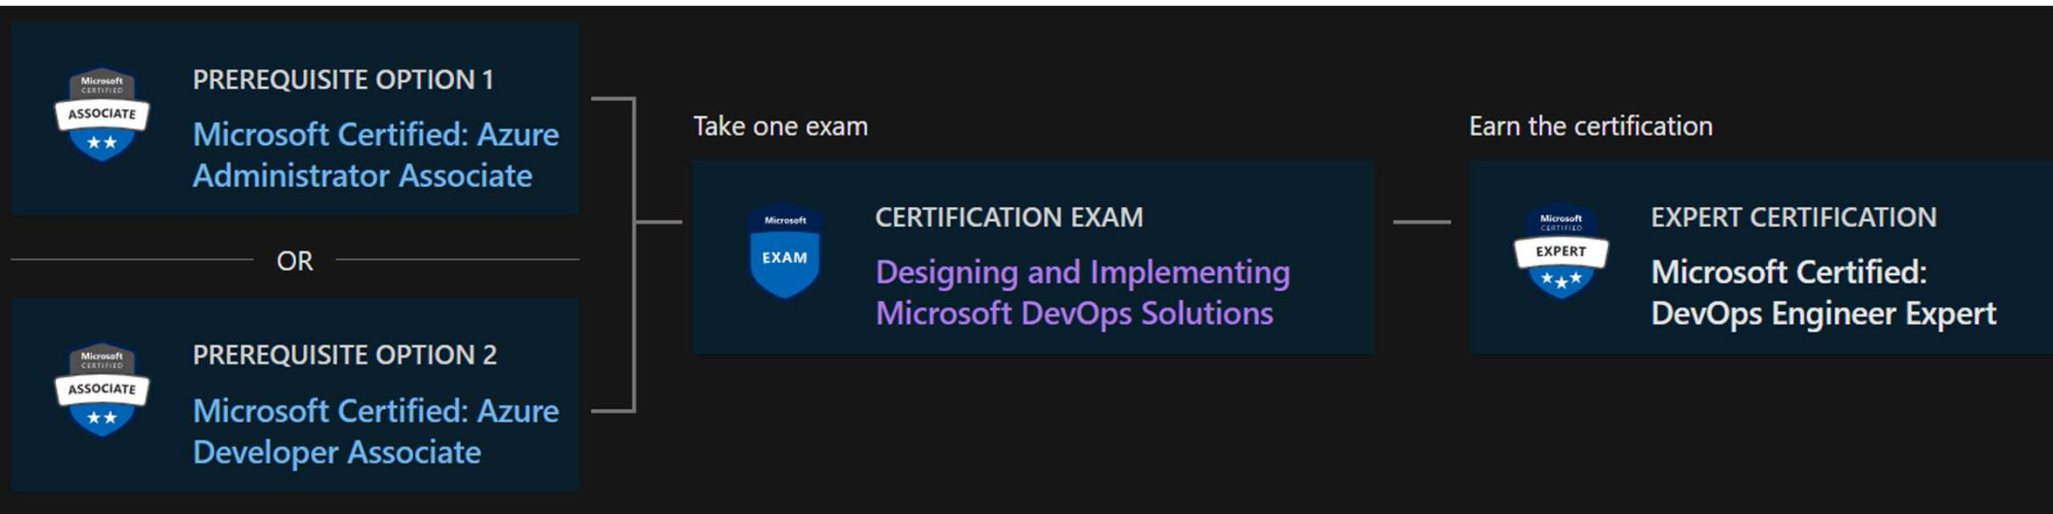 Microsoft
CERTIFIED
ASSOCIATE
PREREQUISITE OPTION 1
Microsoft Certified: Azure
Administrator Associate
OR
Microsoft
CERTIFIED
ASSOCIATE
PREREQUISITE OPTION 2
Microsoft Certified: Azure
Developer Associate
Take one exam
Microsoft
EXAM
CERTIFICATION EXAM
Designing and Implementing
Microsoft DevOps Solutions
Earn the certification
Microsoft
CERTIFIED
EXPERT
EXPERT CERTIFICATION
Microsoft Certified:
DevOps Engineer Expert